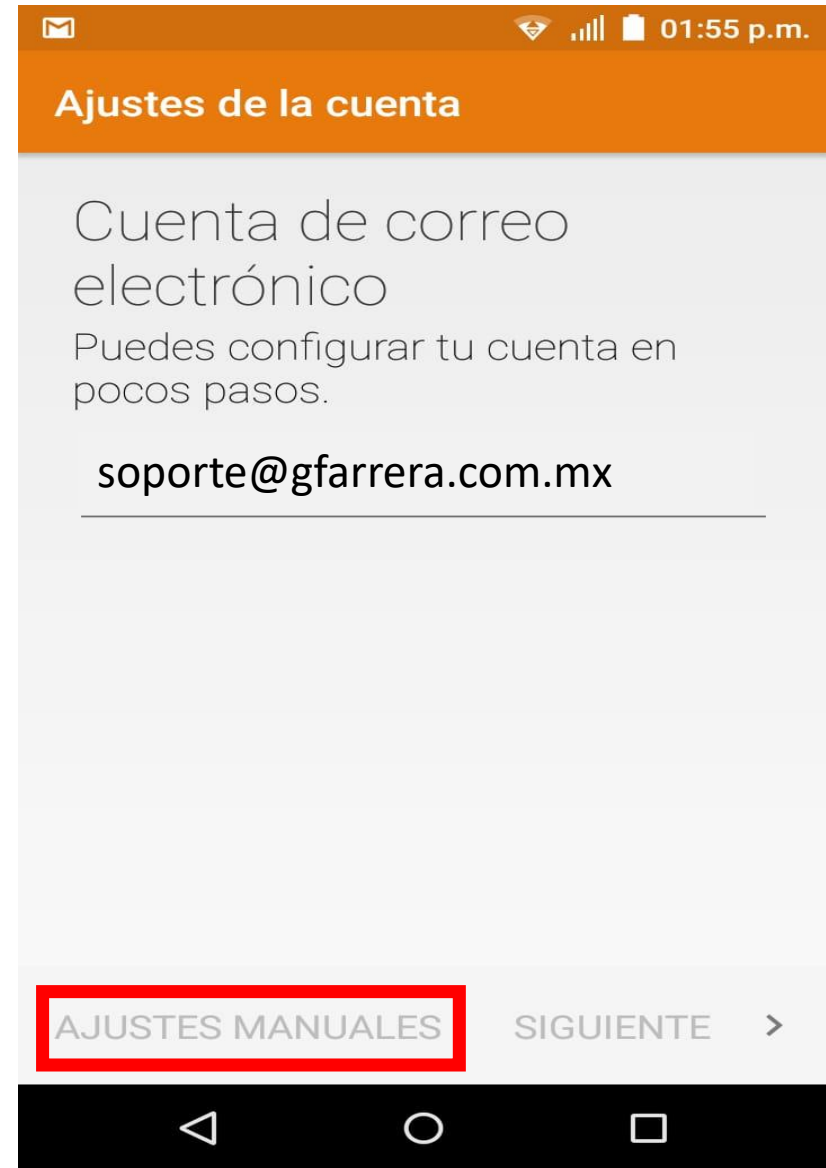 01:55 p.m.
Ajustes de la cuenta
Cuenta de correo
electrónico
Puedes configurar tu cuenta en
pocos pasos.
soporte@gfarrera.com.mx
AJUSTES MANUALES SIGUIENTE >